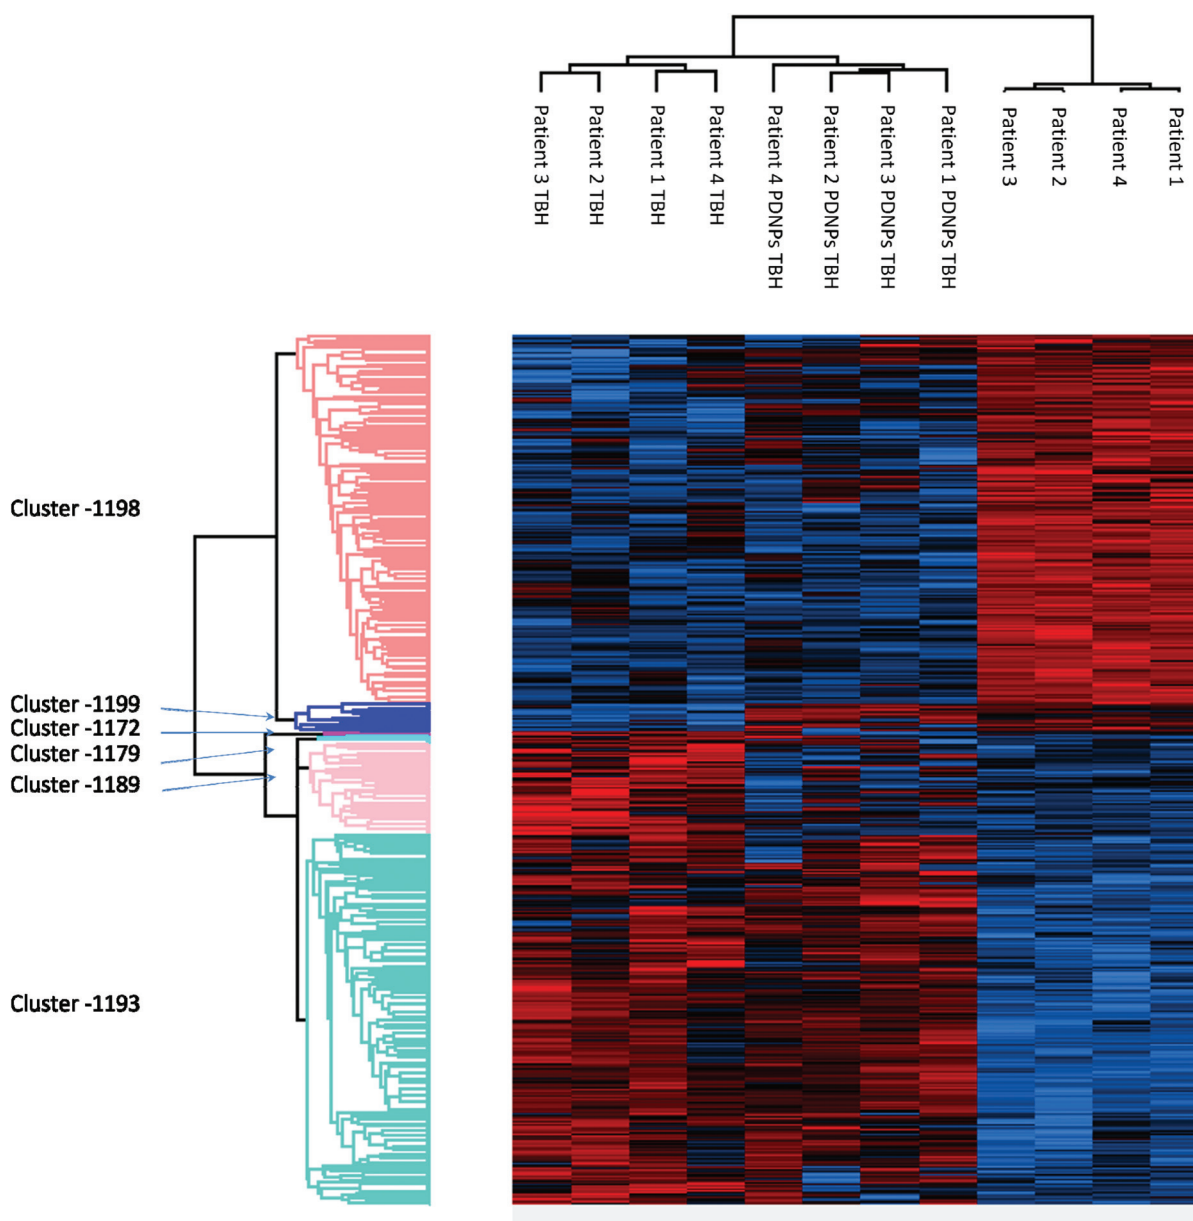 Patient 3 TBH
Patient 2 TBH
Patient 1 TBH
Patient 4 TBH
Patient 4 PDNPs TBH
Patient 2 PDNPs TBH
Patient 3 PDNPs TBH
Patient 1 PDNPs TBH
Patient 3
Patient 2
Patient 4
Patient 1
Cluster -1198
Cluster -1199
Cluster -1172
Cluster -1179
Cluster -1189
Cluster -1193